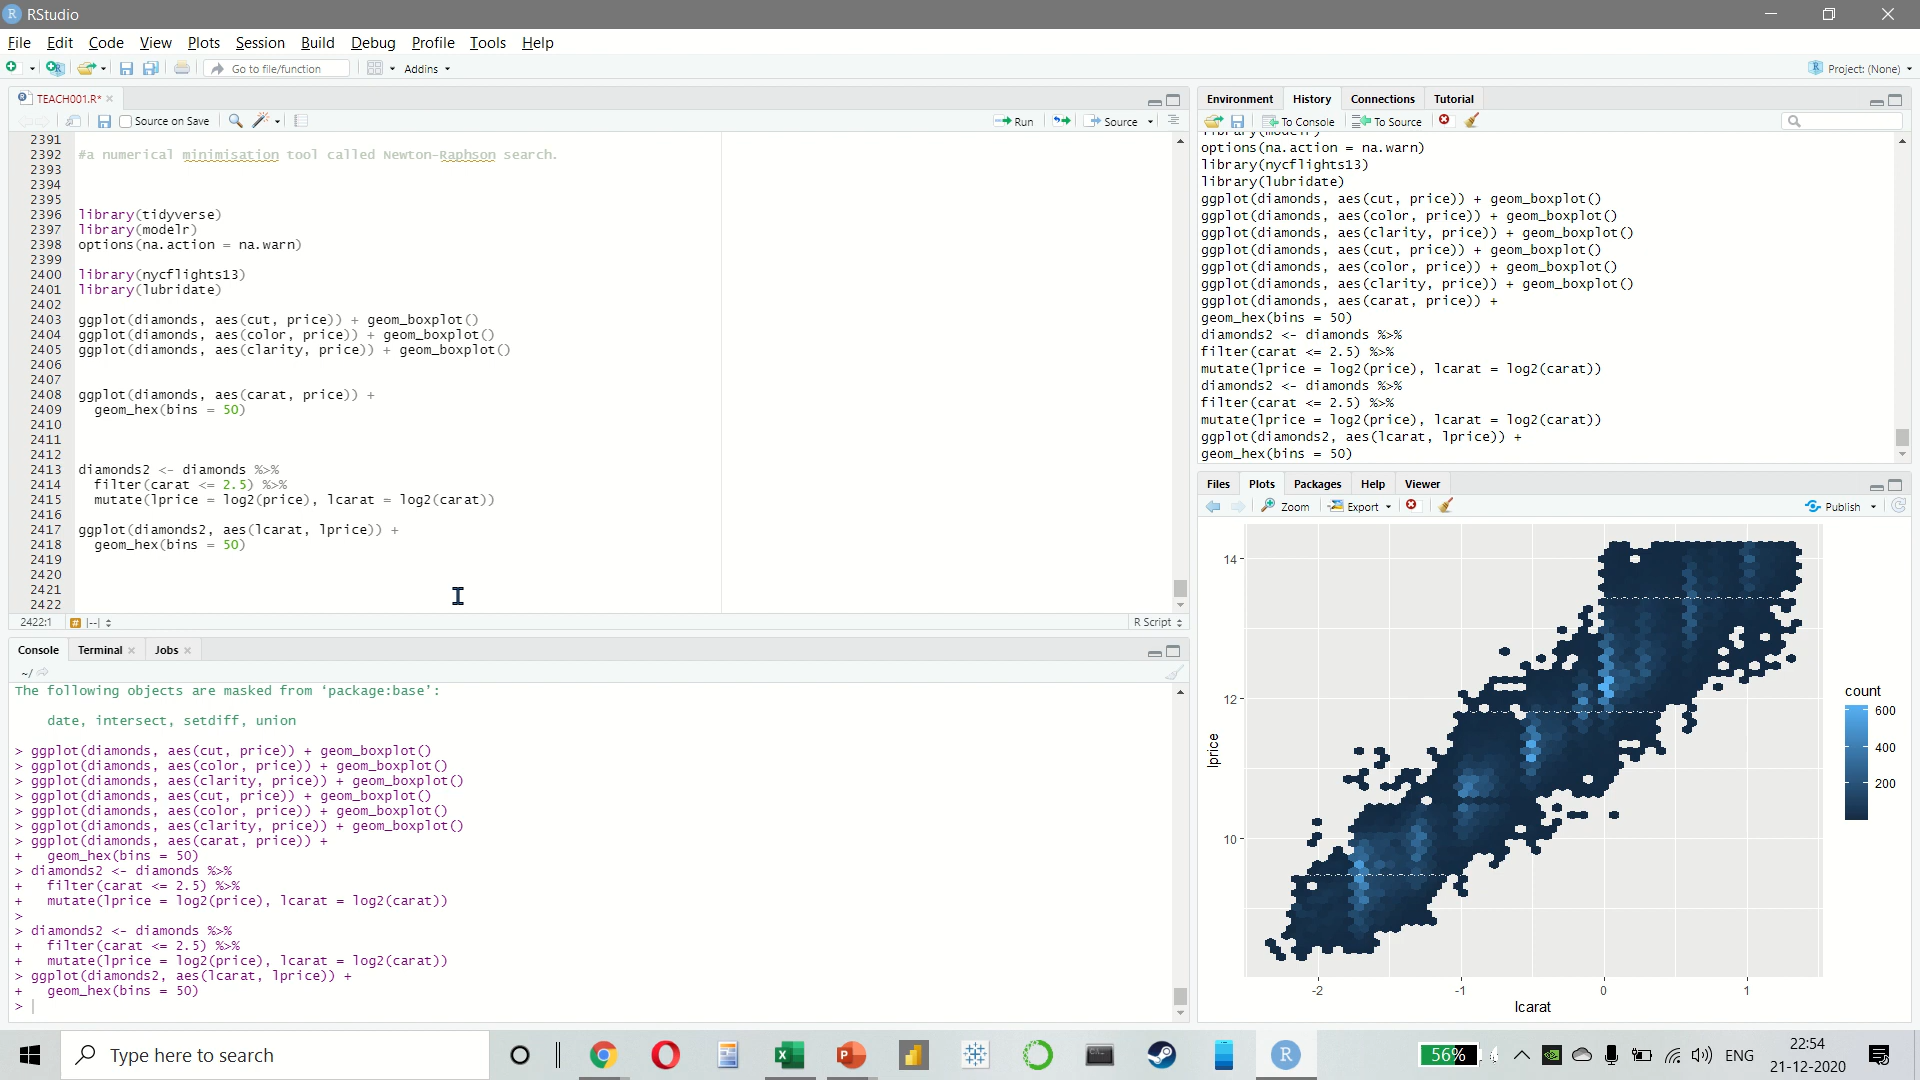 RStudio
File Edit Code View Plots Session Build Debug Profile Tools Help
Go to file/function Addins Project: (None)
TEACH001.R*
Source on Save Run Source
2391
2392 #a numerical minimisation tool called Newton-Raphson search.
2393
2394
2395
2396 library(tidyverse)
2397 library(modelr)
2398 options(na.action = na.warn)
2399
2400 library(nycflights13)
2401 library(lubridate)
2402
2403 ggplot(diamonds, aes(cut, price)) + geom_boxplot()
2404 ggplot(diamonds, aes(color, price)) + geom_boxplot()
2405 ggplot(diamonds, aes(clarity, price)) + geom_boxplot()
2406
2407
2408 ggplot(diamonds, aes(carat, price)) +
2409 geom_hex(bins = 50)
2410
2411
2412
2413 diamonds2 <- diamonds %>%
2414 filter(carat <= 2.5) %>%
2415 mutate(lprice = log2(price), lcarat = log2(carat))
2416
2417 ggplot(diamonds2, aes(lcarat, lprice)) +
2418 geom_hex(bins = 50)
2419
2420
2421
2422
2422:1 R Script
Console Terminal Jobs
~/
The following objects are masked from ‘package:base’:
date, intersect, setdiff, union
> ggplot(diamonds, aes(cut, price)) + geom_boxplot()
> ggplot(diamonds, aes(color, price)) + geom_boxplot()
> ggplot(diamonds, aes(clarity, price)) + geom_boxplot()
> ggplot(diamonds, aes(cut, price)) + geom_boxplot()
> ggplot(diamonds, aes(color, price)) + geom_boxplot()
> ggplot(diamonds, aes(clarity, price)) + geom_boxplot()
> ggplot(diamonds, aes(carat, price)) +
+ geom_hex(bins = 50)
> diamonds2 <- diamonds %>%
+ filter(carat <= 2.5) %>%
+ mutate(lprice = log2(price), lcarat = log2(carat))
>
> diamonds2 <- diamonds %>%
+ filter(carat <= 2.5) %>%
+ mutate(lprice = log2(price), lcarat = log2(carat))
> ggplot(diamonds2, aes(lcarat, lprice)) +
+ geom_hex(bins = 50)
>
Environment History Connections Tutorial
To Console To Source
library(modelr)
options(na.action = na.warn)
library(nycflights13)
library(lubridate)
ggplot(diamonds, aes(cut, price)) + geom_boxplot()
ggplot(diamonds, aes(color, price)) + geom_boxplot()
ggplot(diamonds, aes(clarity, price)) + geom_boxplot()
ggplot(diamonds, aes(cut, price)) + geom_boxplot()
ggplot(diamonds, aes(color, price)) + geom_boxplot()
ggplot(diamonds, aes(clarity, price)) + geom_boxplot()
ggplot(diamonds, aes(carat, price)) +
geom_hex(bins = 50)
diamonds2 <- diamonds %>%
filter(carat <= 2.5) %>%
mutate(lprice = log2(price), lcarat = log2(carat))
diamonds2 <- diamonds %>%
filter(carat <= 2.5) %>%
mutate(lprice = log2(price), lcarat = log2(carat))
ggplot(diamonds2, aes(lcarat, lprice)) +
geom_hex(bins = 50)
Files Plots Packages Help Viewer
Zoom Export Publish
14
12
10
lprice
-2 -1 0 1
lcarat
count
600
400
200
Type here to search
56%
ENG
22:54
21-12-2020